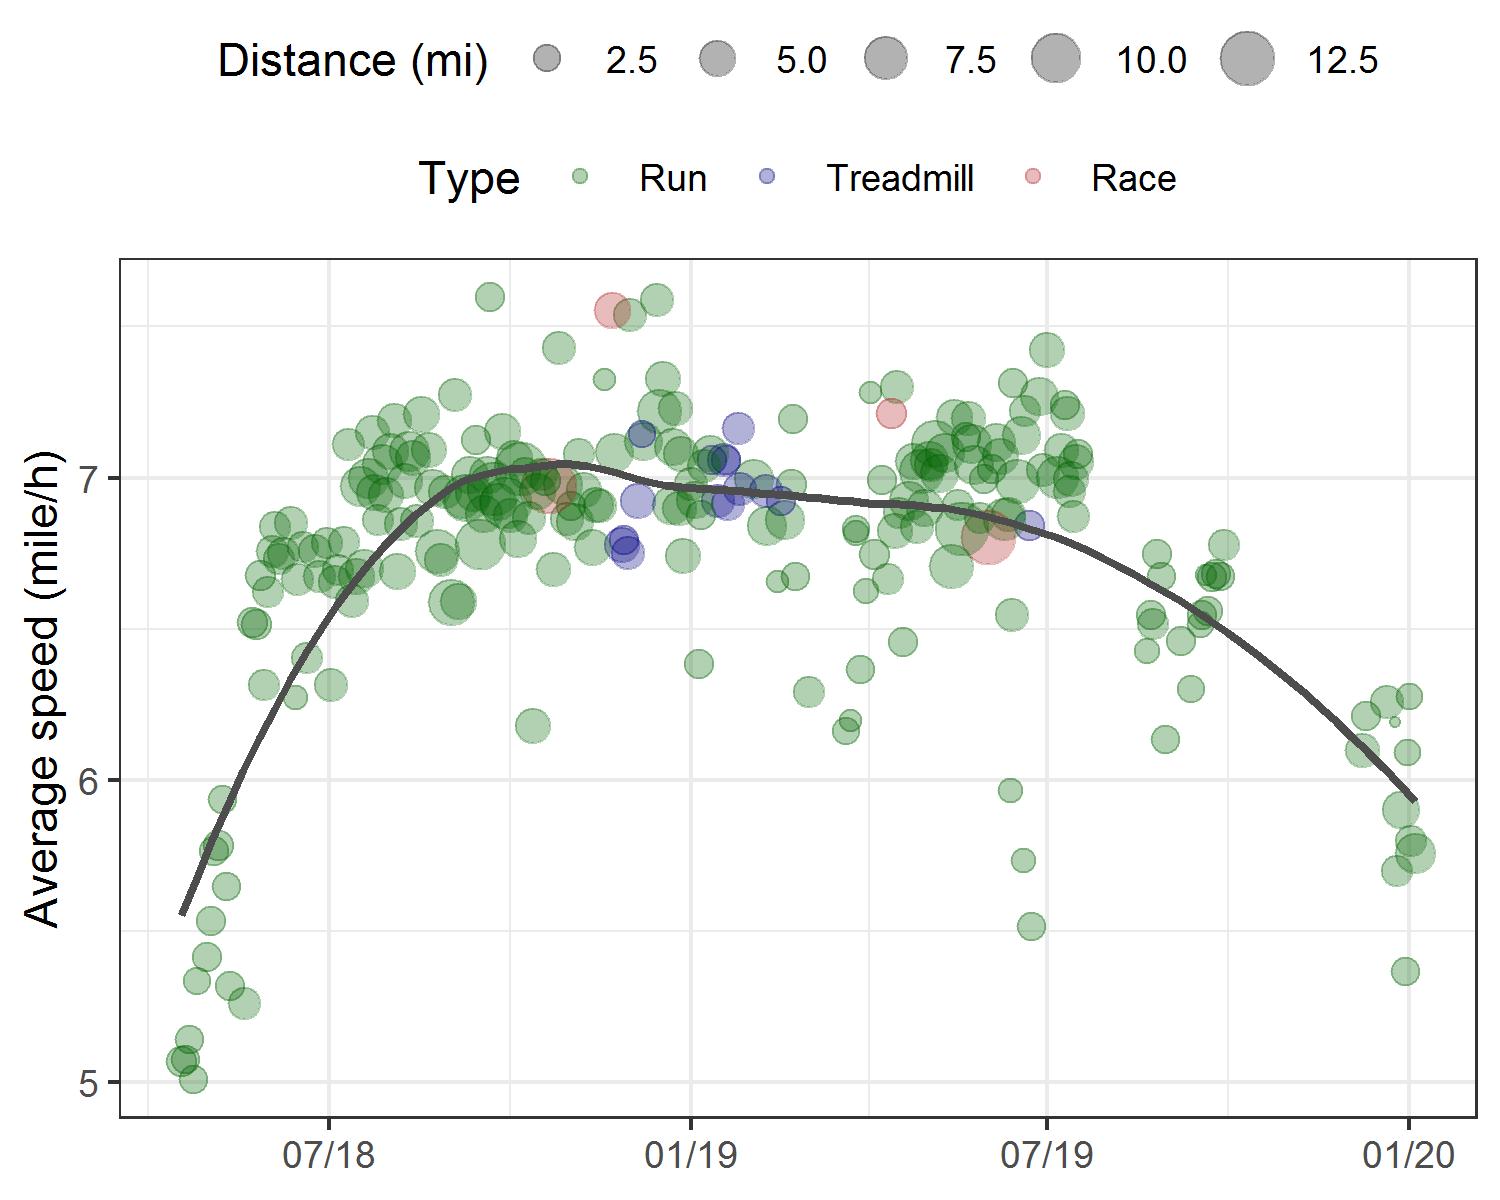 Distance (mi) 2.5 5.0 7.5 10.0 12.5
Type Run Treadmill Race
Average speed (mile/h)
7
6
5
07/18 01/19 07/19 01/20